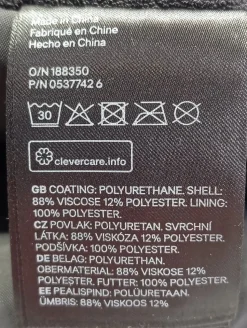 Made in China
Fabriqué en Chine
Hecho en China
O/N 188350
P/N 0537742 6
30
clevercare.info
GB COATING: POLYURETHANE. SHELL:
88% VISCOSE 12% POLYESTER. LINING:
100% POLYESTER.
CZ POVLAK: POLYURETAN. SVRCHNÍ
LÁTKA: 88% VISKÓZA 12% POLYESTER.
PODŠÍVKA: 100% POLYESTER.
DE BELAG: POLYURETHAN.
OBERMATERIAL: 88% VISKOSE 12%
POLYESTER. FUTTER: 100% POLYESTER.
EE PEALISPIND: POLÜURETAAN.
ÜMBRIS: 88% VISKOOS 12%